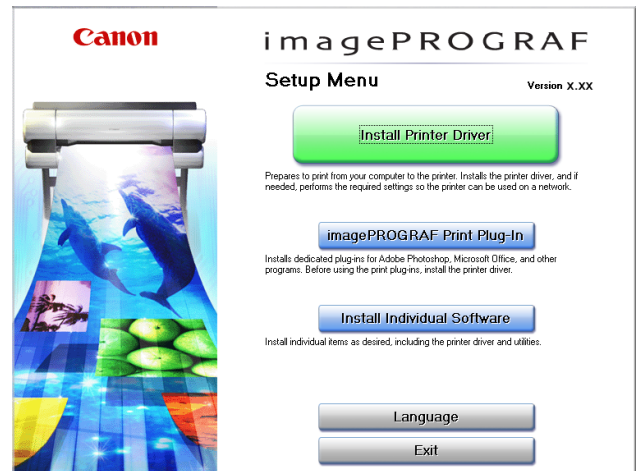 Canon
imagePROGRAF
Setup Menu
Version X.XX
Install Printer Driver
Prepares to print from your computer to the printer. Installs the printer driver, and if
needed, performs the required settings so the printer can be used on a network.
imagePROGRAF Print Plug-In
Installs dedicated plug-ins for Adobe Photoshop, Microsoft Office, and other
programs. Before using the print plug-ins, install the printer driver.
Install Individual Software
Install individual items as desired, including the printer driver and utilities.
Language
Exit